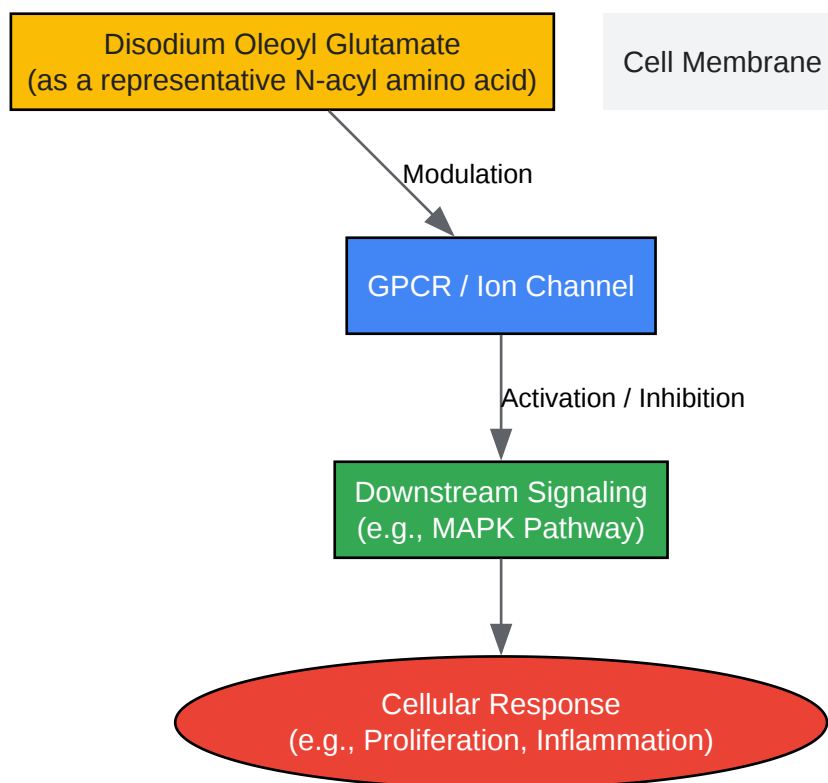 Disodium Oleoyl Glutamate
(as a representative N-acyl amino acid)
Cell Membrane
Modulation
GPCR / Ion Channel
Activation / Inhibition
Downstream Signaling
(e.g., MAPK Pathway)
Cellular Response
(e.g., Proliferation, Inflammation)